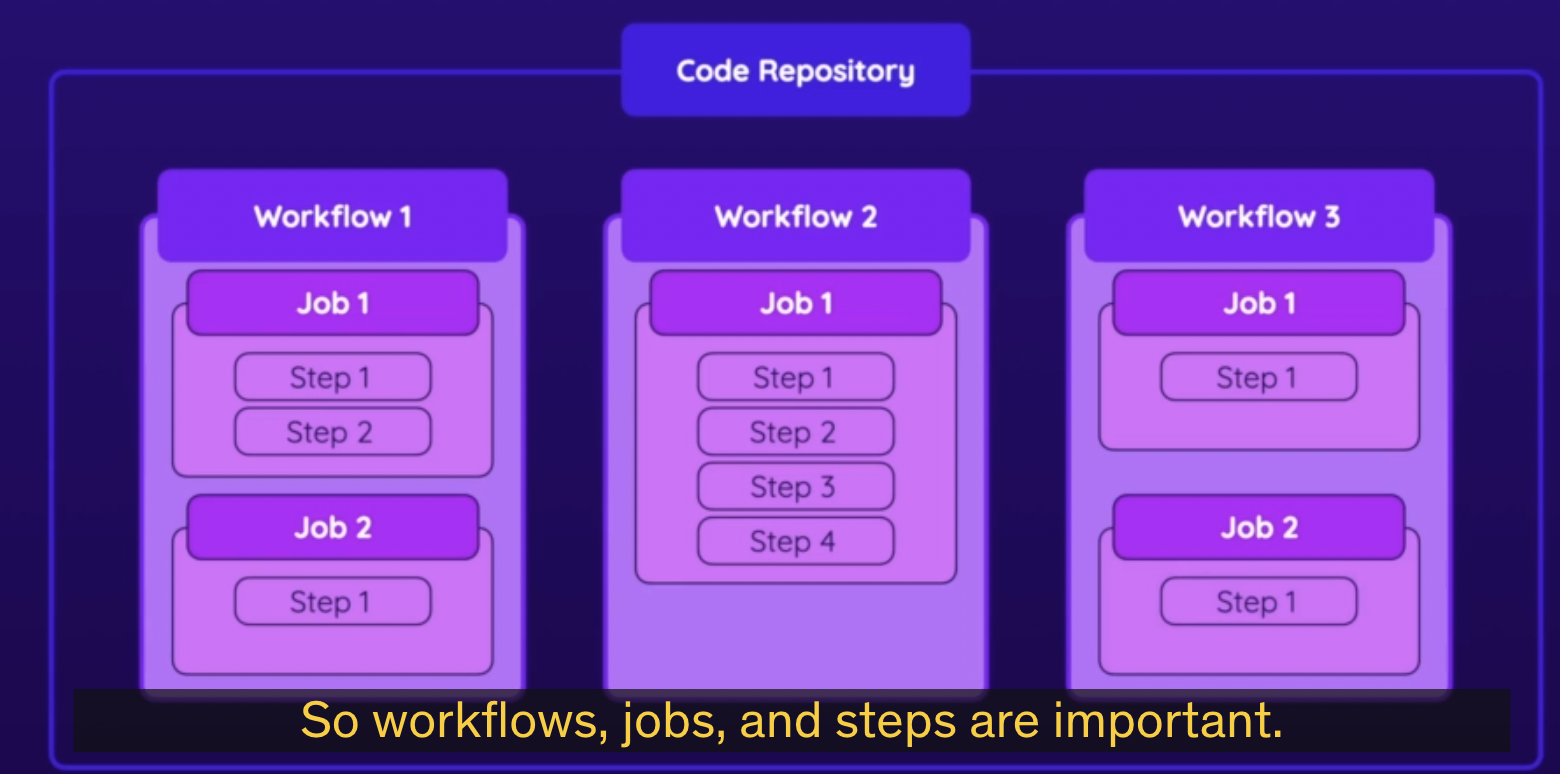 Code Repository
Workflow 1
Job 1
Step 1
Step 2
Job 2
Step 1
Workflow 2
Job 1
Step 1
Step 2
Step 3
Step 4
Workflow 3
Job 1
Step 1
Job 2
Step 1
So workflows, jobs, and steps are important.